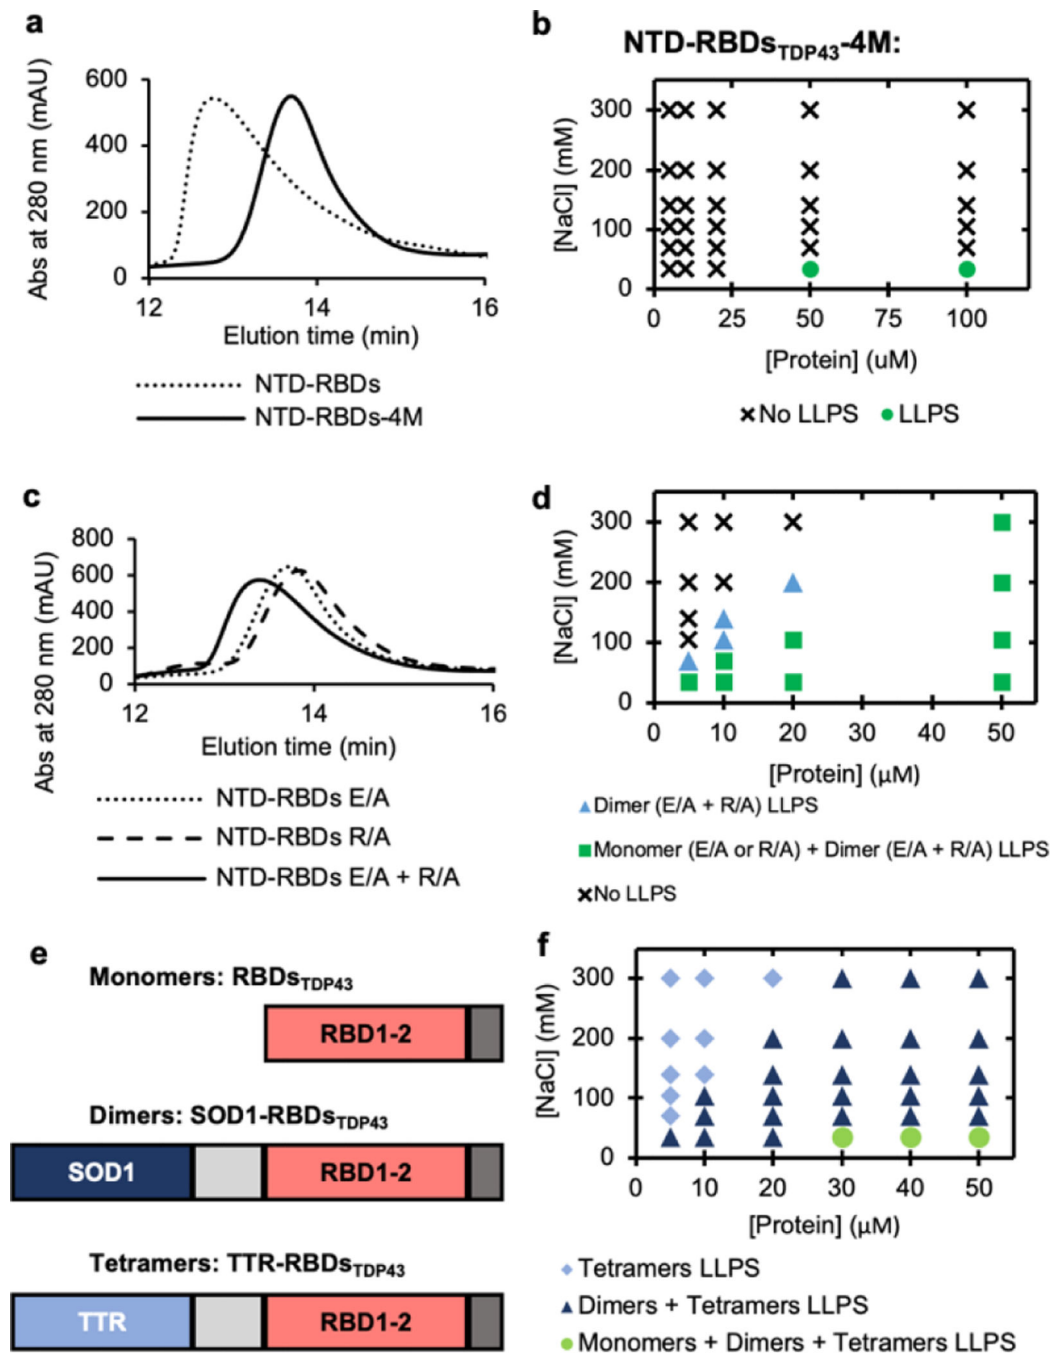 a
Abs at 280 nm (mAU)
600
400
200
0
12
14
16
Elution time (min)
NTD-RBDs
NTD-RBDs-4M
b
NTD-RBDsTDP43-4M:
[NaCl] (mM)
300
200
100
0
0
25
50
75
100
[Protein] (uM)
No LLPS
LLPS
c
Abs at 280 nm (mAU)
800
600
400
200
0
12
14
16
Elution time (min)
NTD-RBDs E/A
NTD-RBDs R/A
NTD-RBDs E/A + R/A
d
[NaCl] (mM)
300
200
100
0
0
10
20
30
40
50
[Protein] (μM)
Dimer (E/A + R/A) LLPS
Monomer (E/A or R/A) + Dimer (E/A + R/A) LLPS
No LLPS
e
Monomers: RBDsTDP43
RBD1-2
Dimers: SOD1-RBDsTDP43
SOD1
RBD1-2
Tetramers: TTR-RBDsTDP43
TTR
RBD1-2
f
[NaCl] (mM)
300
200
100
0
0
10
20
30
40
50
[Protein] (μM)
Tetramers LLPS
Dimers + Tetramers LLPS
Monomers + Dimers + Tetramers LLPS